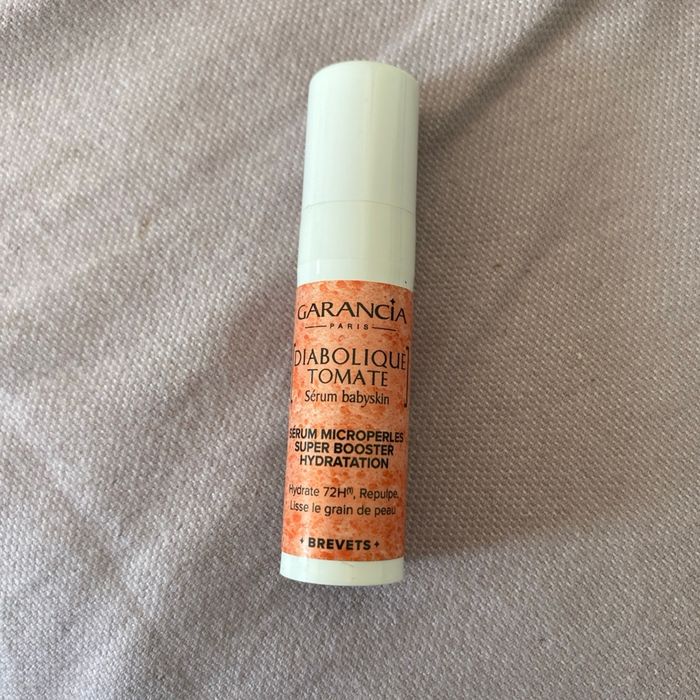 GARANCIA
PARIS
[DIABOLIQUE
TOMATE]
Sérum babyskin
SÉRUM MICROPERLES
SUPER BOOSTER
HYDRATATION
Hydrate 72H(1), Repulpe,
Lisse le grain de peau
+ BREVETS +